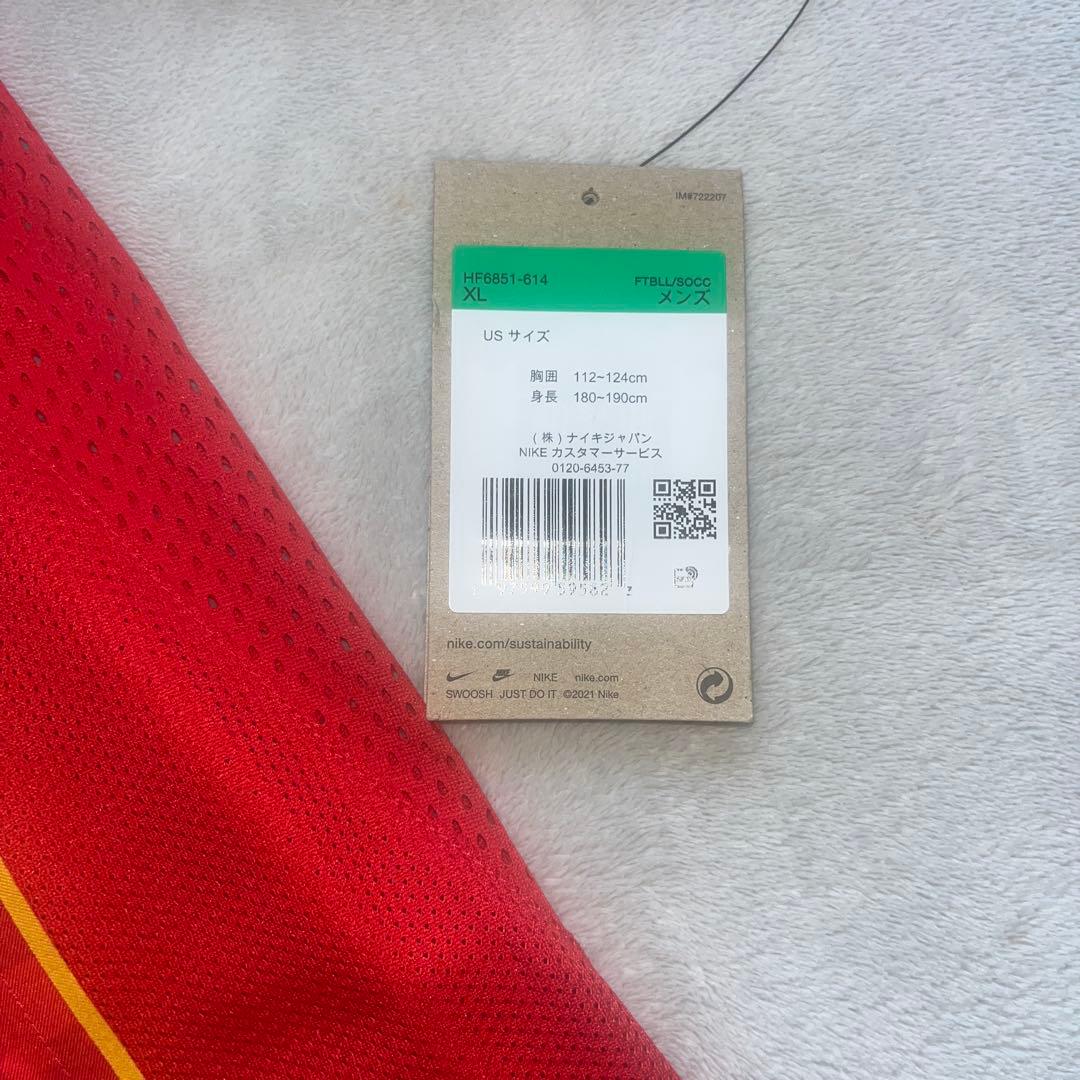 IM#722207
HF6851-614
XL
FTBLL/SOCC
メンズ
US サイズ
胸囲 112~124cm
身長 180~190cm
(株)ナイキジャパン
NIKE カスタマーサービス
0120-6453-77
nike.com/sustainability
NIKE nike.com
SWOOSH JUST DO IT ©2021 Nike